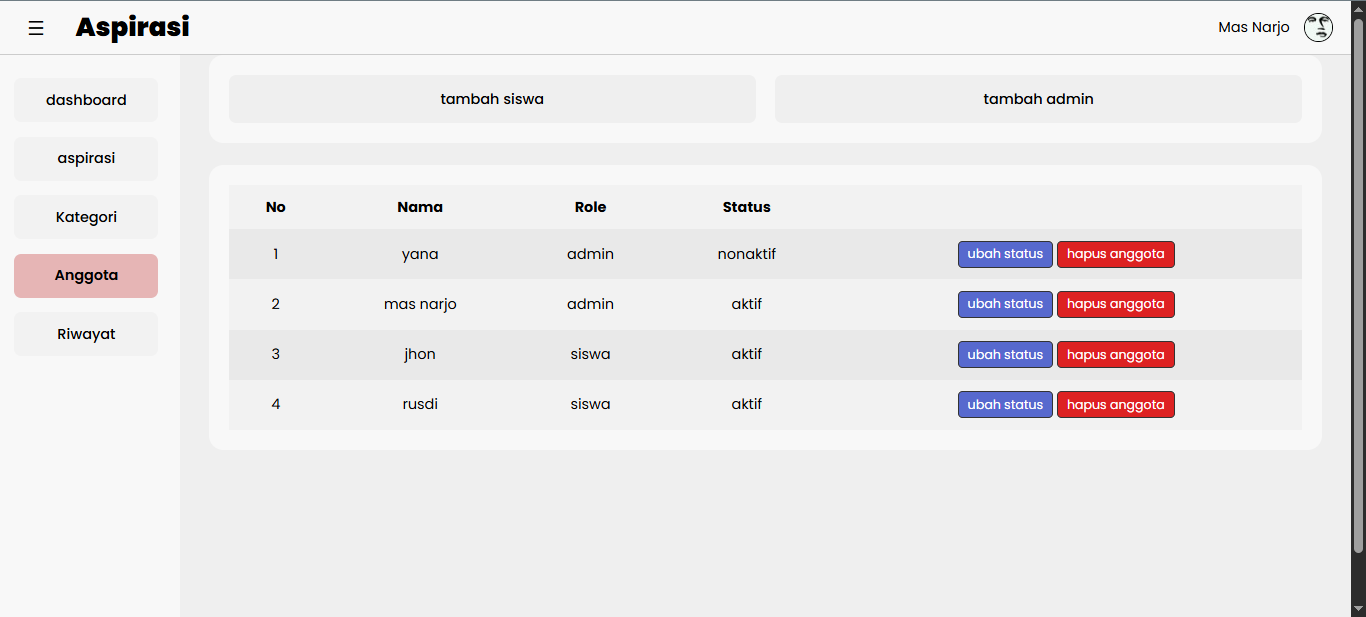 ☰ Aspirasi Mas Narjo
dashboard
aspirasi
Kategori
Anggota
Riwayat
tambah siswa tambah admin
No Nama Role Status
1 yana admin nonaktif ubah status hapus anggota
2 mas narjo admin aktif ubah status hapus anggota
3 jhon siswa aktif ubah status hapus anggota
4 rusdi siswa aktif ubah status hapus anggota